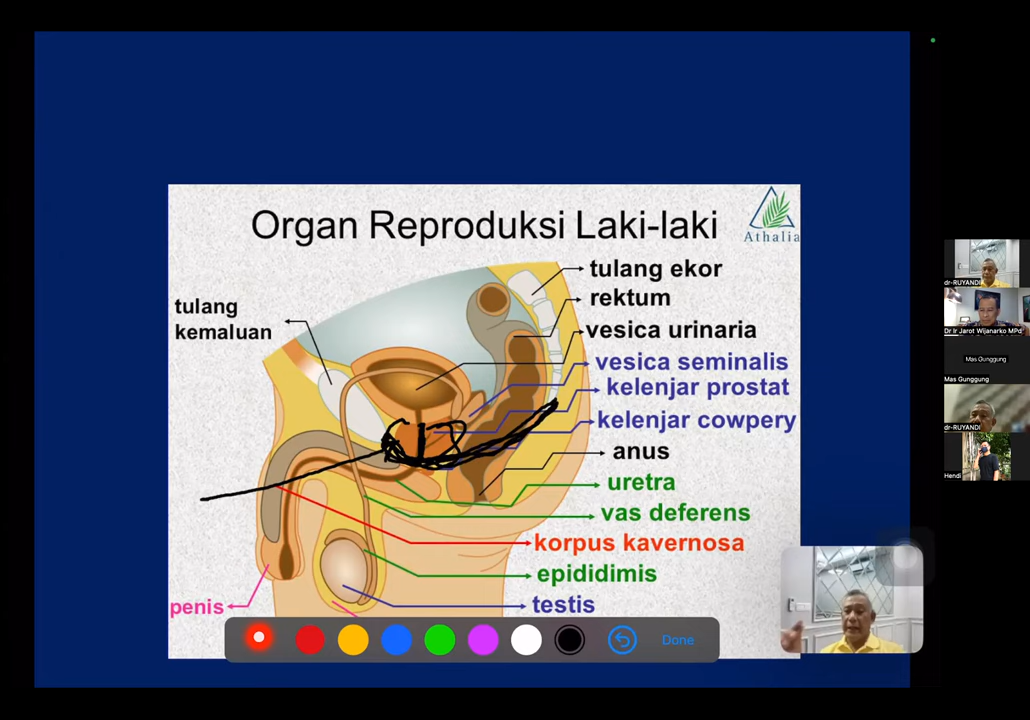 Organ Reproduksi Laki-laki
Athalia
tulang ekor
rektum
tulang
kemaluan
vesica urinaria
vesica seminalis
kelenjar prostat
kelenjar cowpery
anus
uretra
vas deferens
korpus kavernosa
epididimis
testis
penis
Done
dr-RUYANDI
Dr Ir Jarot Wijanarko MPd
Mas Gunggung
Mas Gunggung
dr-RUYANDI
Hendi